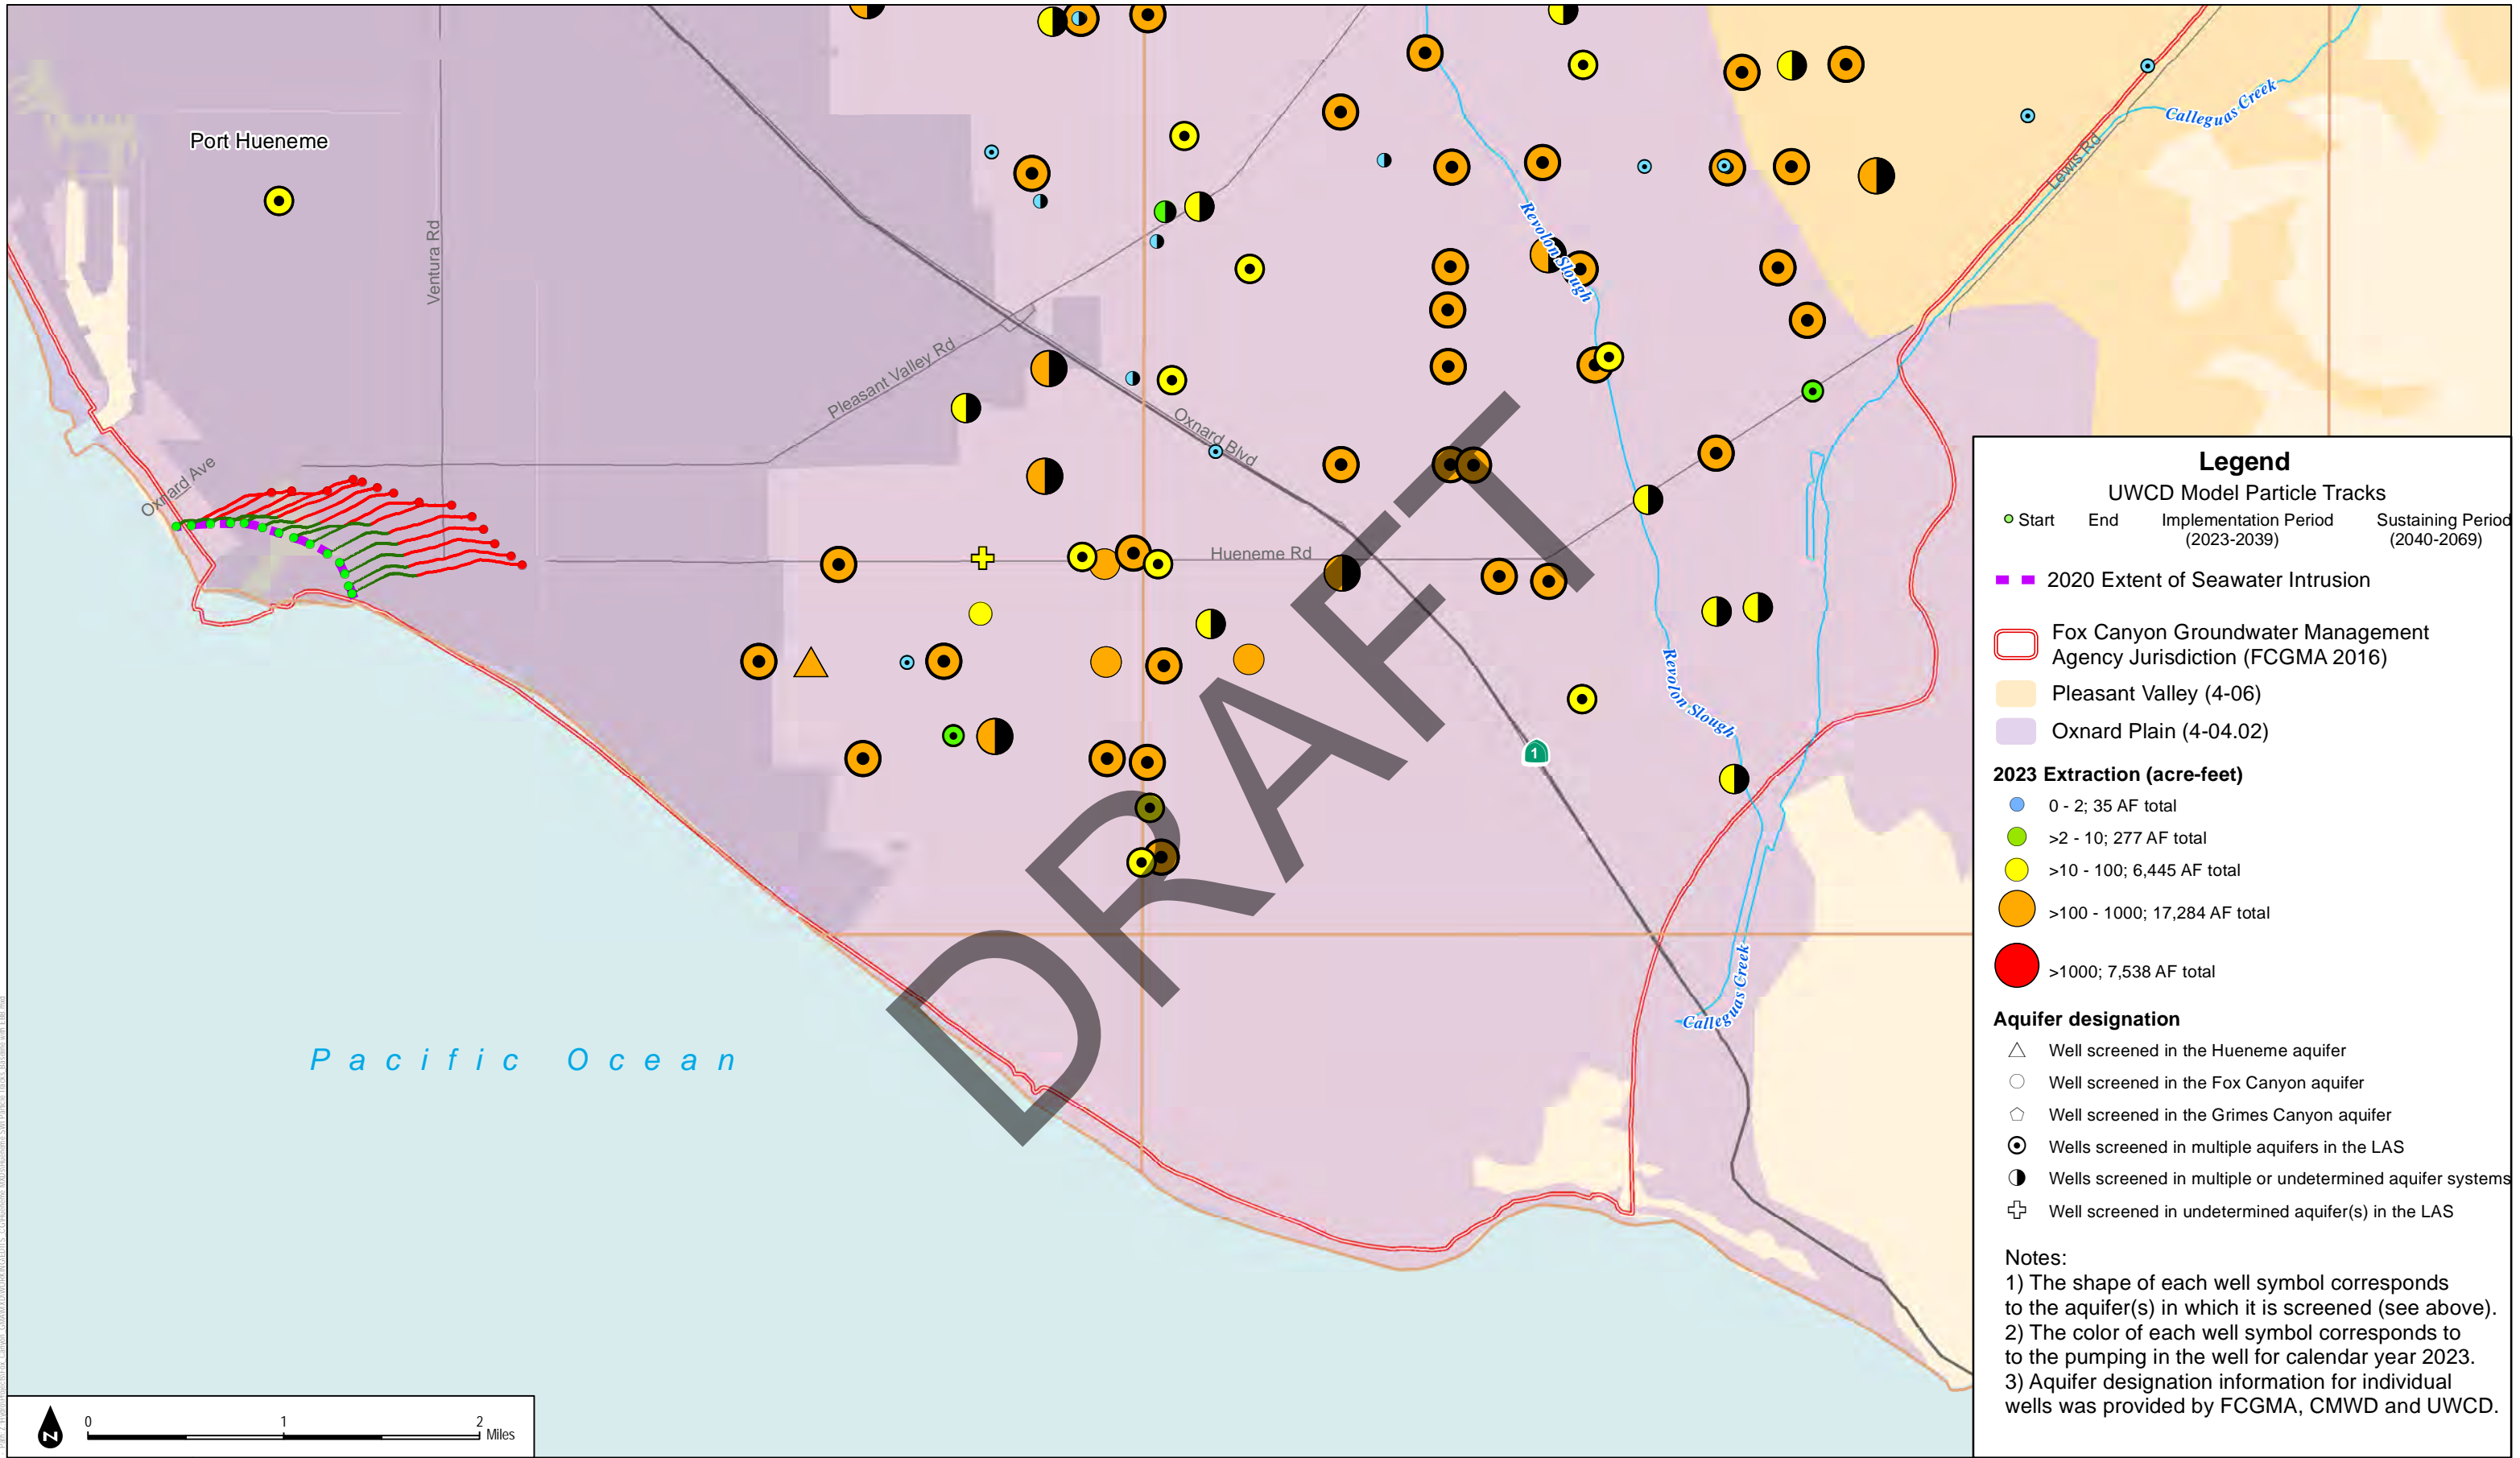 Port Hueneme
Ventura Rd
Calleguas Creek
Lewis Rd
Revolon Slough
Pleasant Valley Rd
Oxnard Blvd
Oxnard Ave
Hueneme Rd
Revolon Slough
1
Calleguas Creek
Pacific Ocean
DRAFT
N
0 1 2
Miles
Legend
UWCD Model Particle Tracks
Start End Implementation Period Sustaining Period
(2023-2039) (2040-2069)
2020 Extent of Seawater Intrusion
Fox Canyon Groundwater Management
Agency Jurisdiction (FCGMA 2016)
Pleasant Valley (4-06)
Oxnard Plain (4-04.02)
2023 Extraction (acre-feet)
0 - 2; 35 AF total
>2 - 10; 277 AF total
>10 - 100; 6,445 AF total
>100 - 1000; 17,284 AF total
>1000; 7,538 AF total
Aquifer designation
Well screened in the Hueneme aquifer
Well screened in the Fox Canyon aquifer
Well screened in the Grimes Canyon aquifer
Wells screened in multiple aquifers in the LAS
Wells screened in multiple or undetermined aquifer systems
Well screened in undetermined aquifer(s) in the LAS
Notes:
1) The shape of each well symbol corresponds
to the aquifer(s) in which it is screened (see above).
2) The color of each well symbol corresponds to
to the pumping in the well for calendar year 2023.
3) Aquifer designation information for individual
wells was provided by FCGMA, CMWD and UWCD.